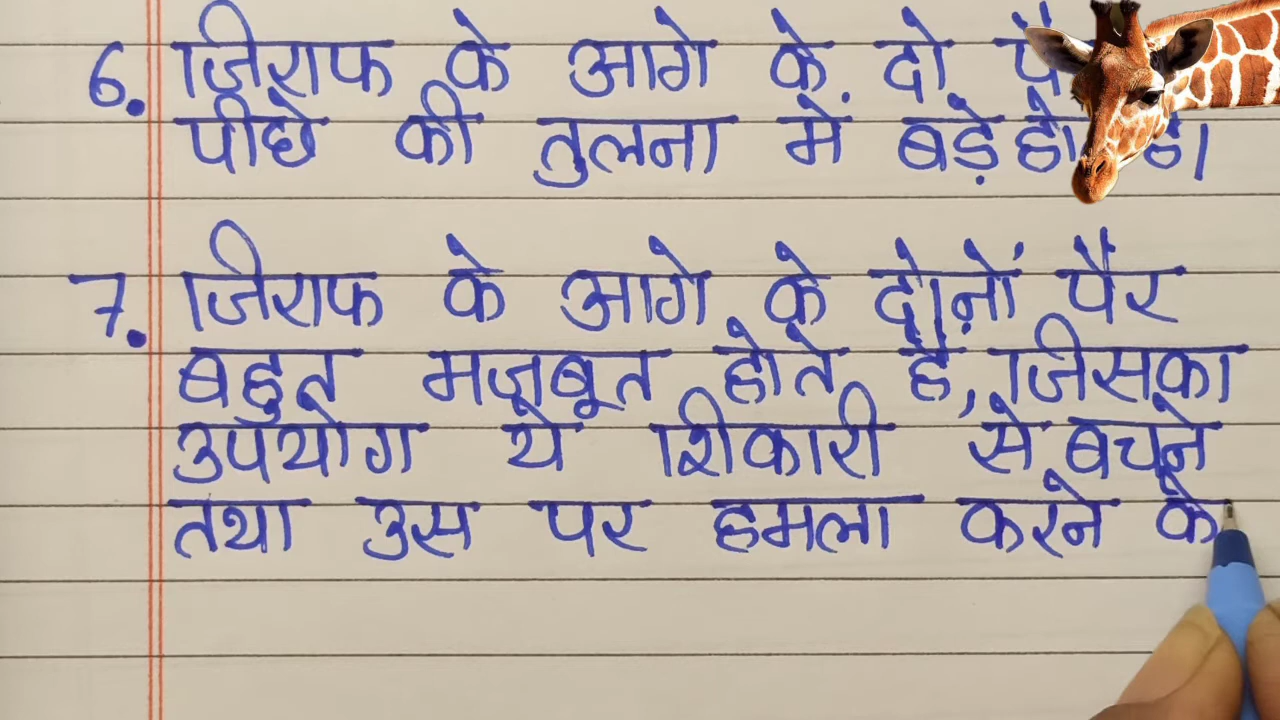 6. जिराफ के आगे के दो
पीछे की तुलना में बड़े
7. जिराफ के आगे के दोनों पैर
बहुत मजबूत होते है, जिसका
उपयोग ये शिकारी से बचने
तथा उस पर हमला करने के